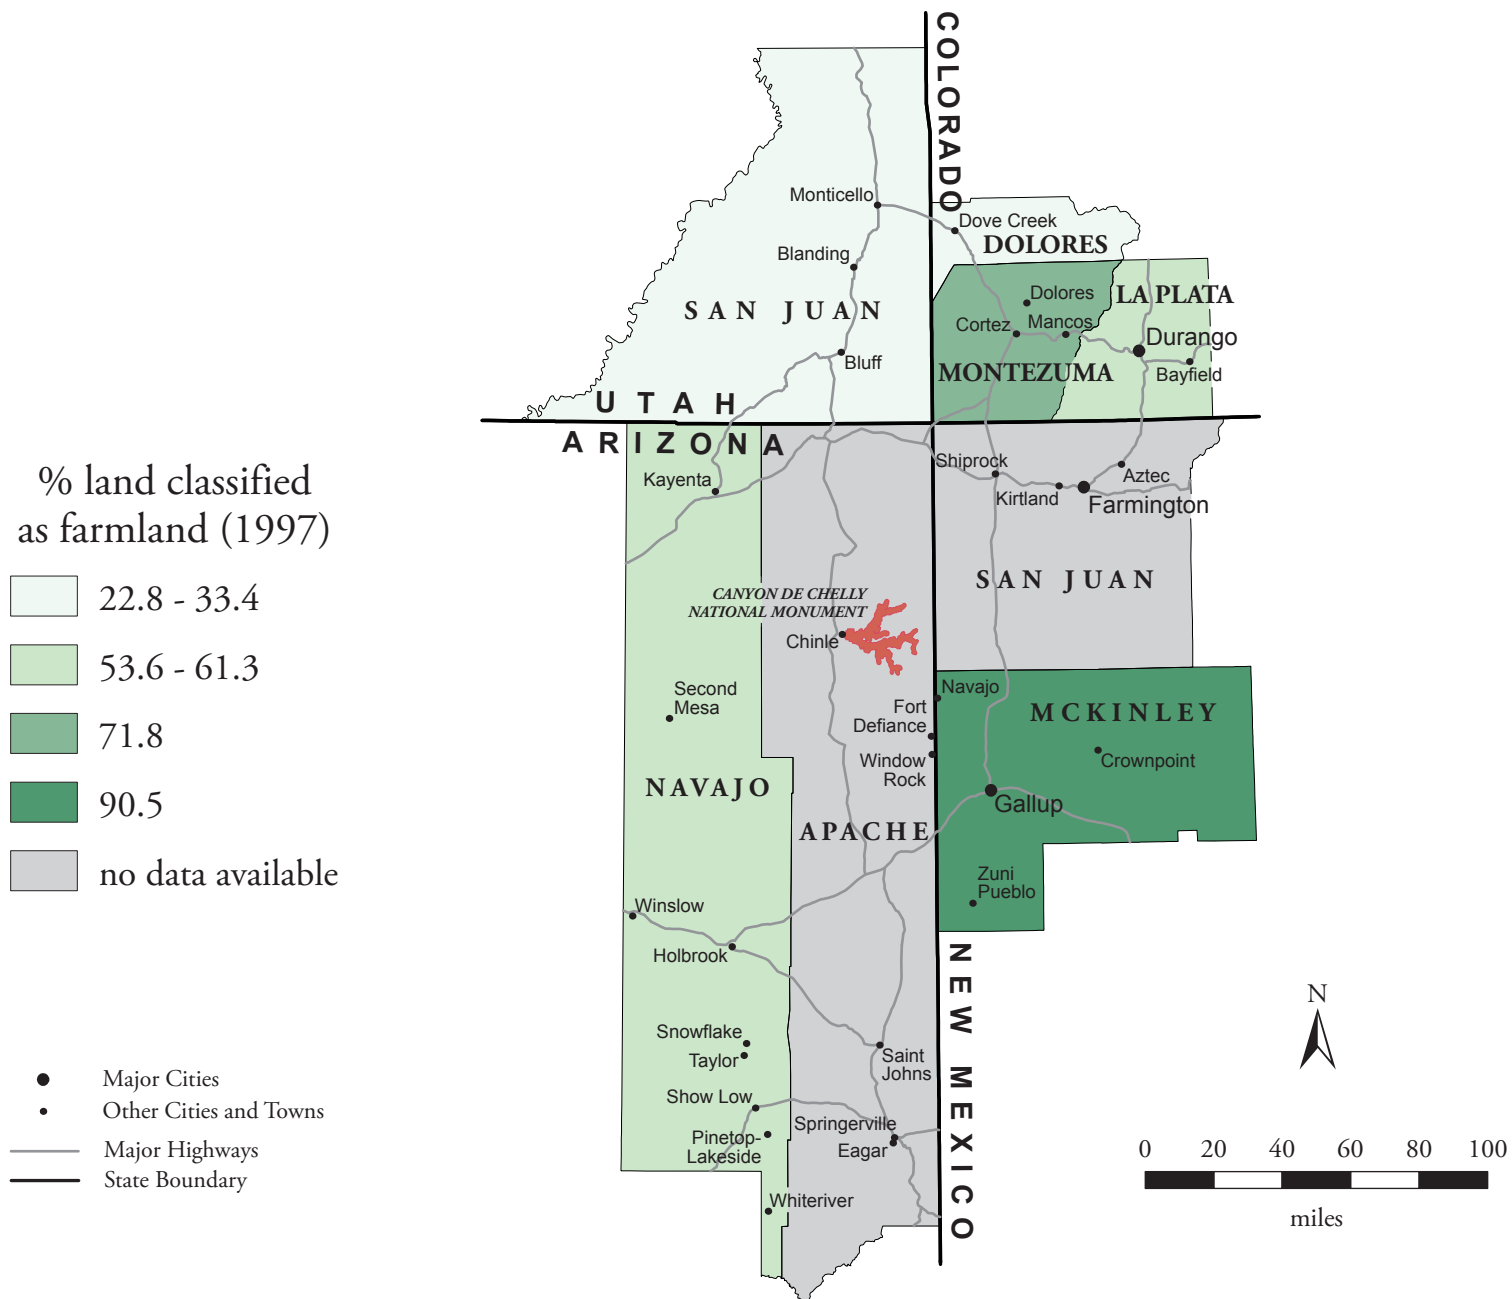 COLORADO
Monticello
Dove Creek
DOLORES
Blanding
SAN JUAN
Dolores
LA PLATA
Cortez
Mancos
Durango
Bluff
MONTEZUMA
Bayfield
UTAH
ARIZONA
% land classified
as farmland (1997)
22.8 - 33.4
53.6 - 61.3
71.8
90.5
no data available
Kayenta
Shiprock
Aztec
Kirtland
Farmington
SAN JUAN
CANYON DE CHELLY
NATIONAL MONUMENT
Chinle
Second
Mesa
Navajo
Fort
Defiance
MCKINLEY
Window
Rock
Crownpoint
NAVAJO
Gallup
APACHE
Zuni
Pueblo
Winslow
Holbrook
NEW MEXICO
Snowflake
Taylor
Saint
Johns
Show Low
Springerville
Pinetop-
Lakeside
Eagar
Whiteriver
Major Cities
Other Cities and Towns
Major Highways
State Boundary
N
0 20 40 60 80 100
miles